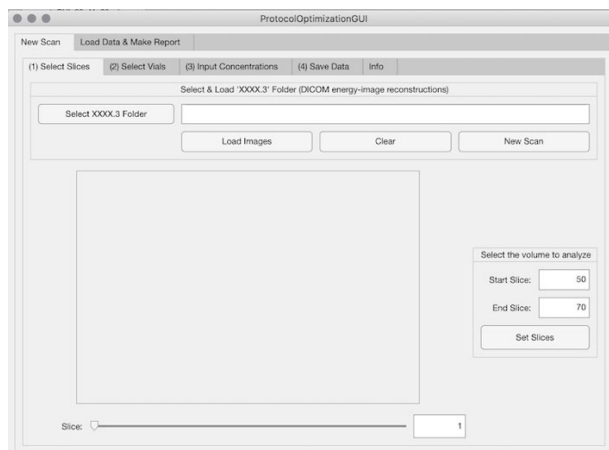 ProtocolOptimizationGUI
New Scan Load Data & Make Report
(1) Select Slices (2) Select Vials (3) Input Concentrations (4) Save Data Info
Select & Load 'XXXX.3' Folder (DICOM energy-image reconstructions)
Select XXXX.3 Folder
Load Images Clear New Scan
Select the volume to analyze
Start Slice: 50
End Slice: 70
Set Slices
Slice: 1